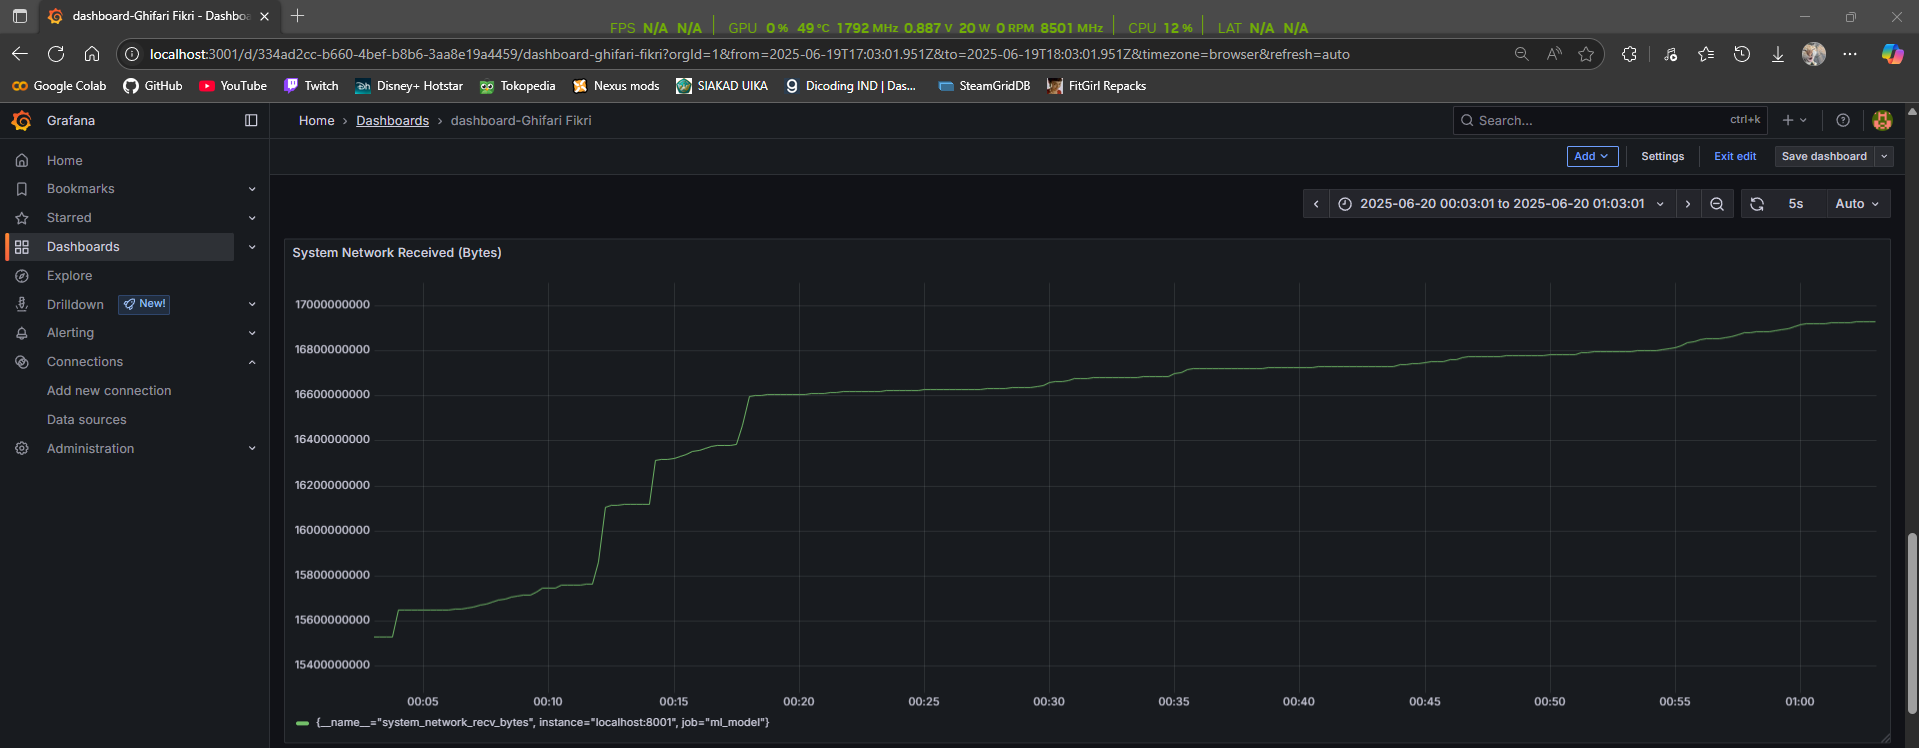 dashboard-Ghifari Fikri - Dashboa
FPS N/A N/A GPU 0 % 49 °C 1792 MHz 0.887 V 20 W 0 RPM 8501 MHz CPU 12 % LAT N/A N/A
localhost:3001/d/334ad2cc-b660-4bef-b8b6-3aa8e19a4459/dashboard-ghifari-fikri?orgId=1&from=2025-06-19T17:03:01.951Z&to=2025-06-19T18:03:01.951Z&timezone=browser&refresh=auto
Google Colab GitHub YouTube Twitch Disney+ Hotstar Tokopedia Nexus mods SIAKAD UIKA Dicoding IND | Das... SteamGridDB FitGirl Repacks
Grafana
Home › Dashboards › dashboard-Ghifari Fikri
Search... ctrl+k
Add Settings Exit edit Save dashboard
Home
Bookmarks
Starred
Dashboards
Explore
Drilldown New!
Alerting
Connections
Add new connection
Data sources
Administration
2025-06-20 00:03:01 to 2025-06-20 01:03:01 5s Auto
System Network Received (Bytes)
17000000000
16800000000
16600000000
16400000000
16200000000
16000000000
15800000000
15600000000
15400000000
00:05 00:10 00:15 00:20 00:25 00:30 00:35 00:40 00:45 00:50 00:55 01:00
{__name__="system_network_recv_bytes", instance="localhost:8001", job="ml_model"}